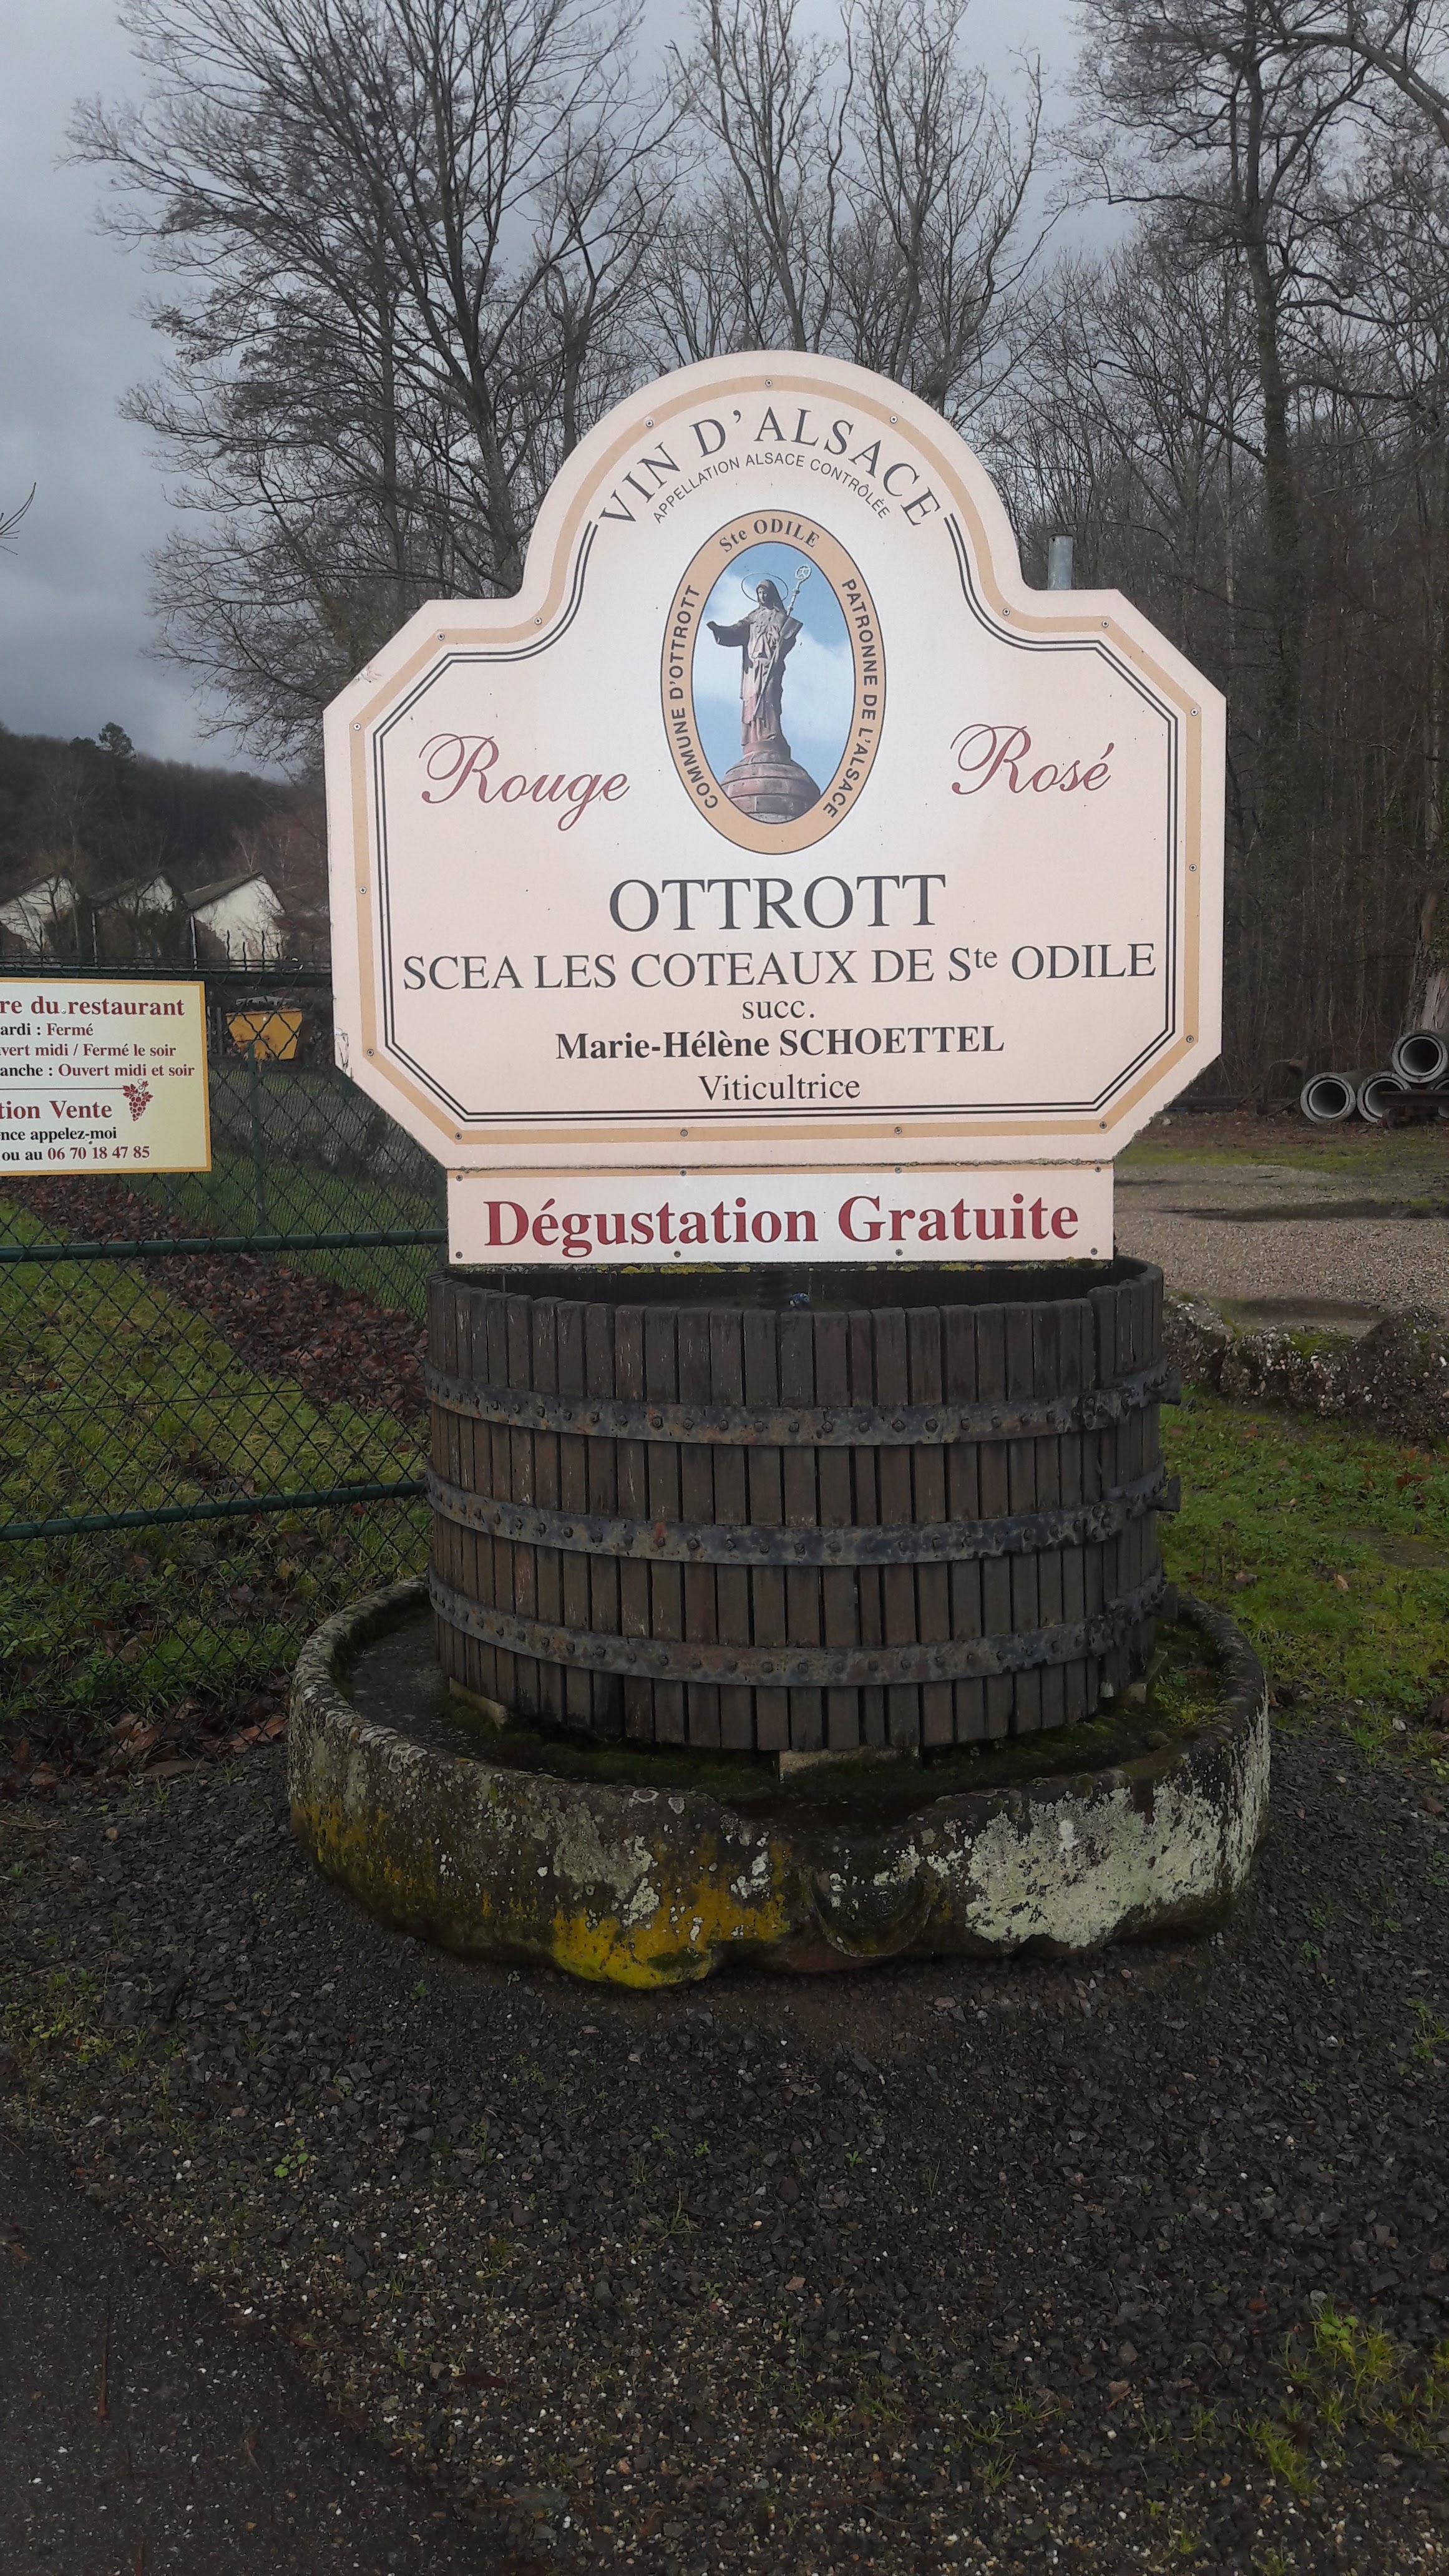 VIN D'ALSACE
APPELLATION ALSACE CONTRÔLÉE
Ste ODILE
COMMUNE D'OTTROTT
PATRONNE DE L'ALSACE
Rouge
Rosé
OTTROTT
SCEA LES COTEAUX DE Ste ODILE
succ.
Marie-Hélène SCHOETTEL
Viticultrice
Dégustation Gratuite
re du restaurant
ardi : Fermé
vert midi / Fermé le soir
anche : Ouvert midi et soir
tion Vente
nce appelez-moi
ou au 06 70 18 47 85